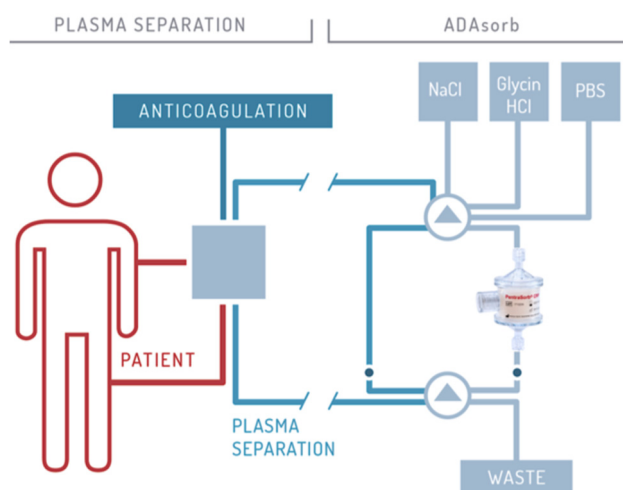 PLASMA SEPARATION
ADAsorb
NaCl
Glycin
HCl
PBS
ANTICOAGULATION
PATIENT
PLASMA
SEPARATION
WASTE